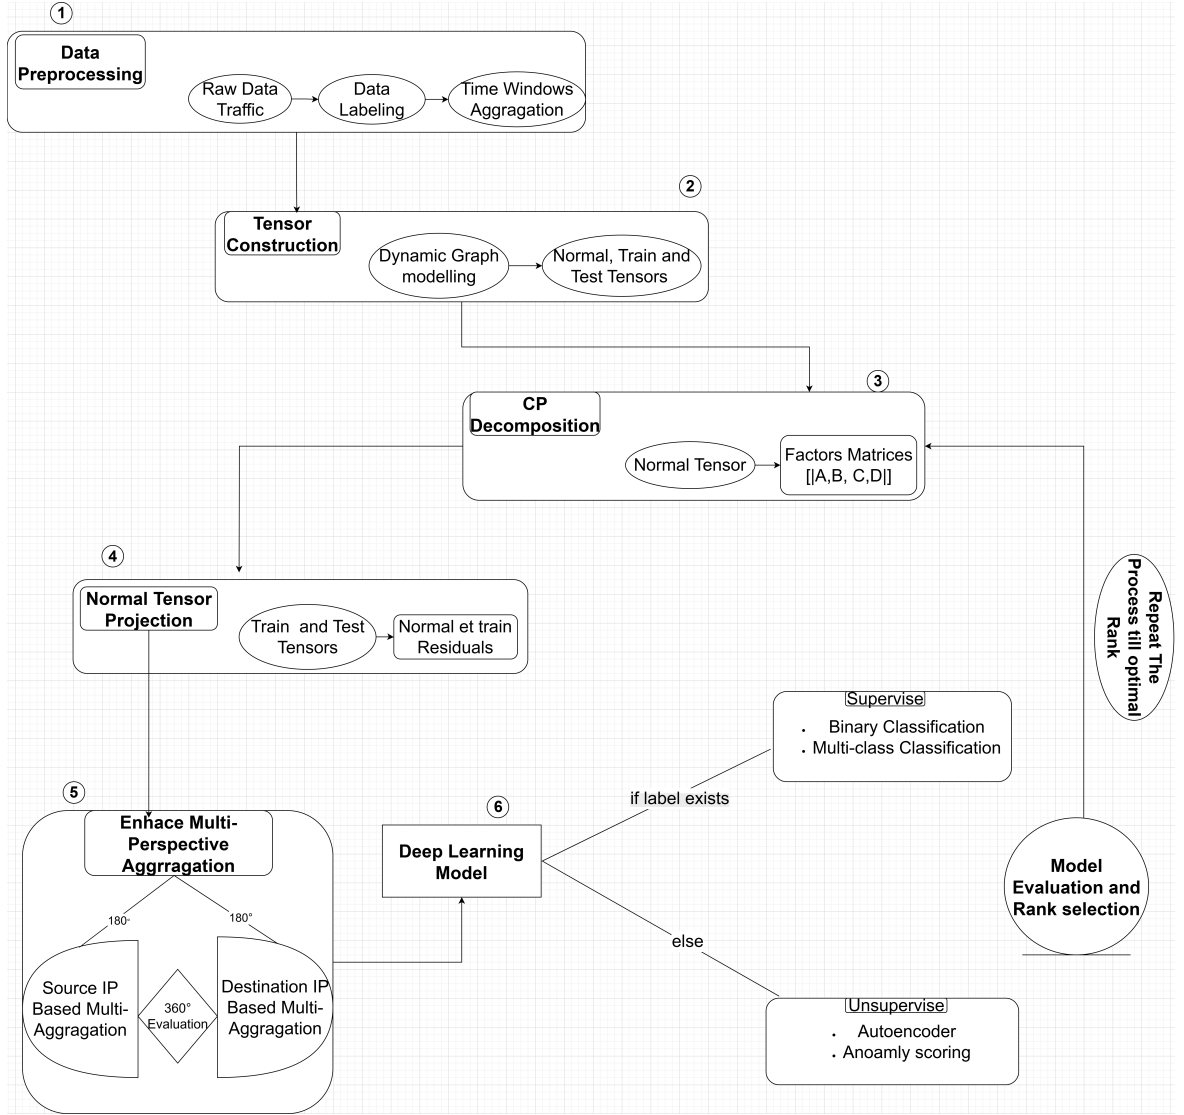 1
Data
Preprocessing
Raw Data
Traffic
Data
Labeling
Time Windows
Aggragation
2
Tensor
Construction
Dynamic Graph
modelling
Normal, Train and
Test Tensors
3
CP
Decomposition
Normal Tensor
Factors Matrices
[|A,B, C,D|]
4
Normal Tensor
Projection
Train and Test
Tensors
Normal et train
Residuals
Repeat The
Process till optimal
Rank
5
Enhace Multi-
Perspective
Aggrragation
180°
180°
Source IP
Based Multi-
Aggragation
360°
Evaluation
Destination IP
Based Multi-
Aggragation
6
Deep Learning
Model
if label exists
else
Supervise
• Binary Classification
• Multi-class Classification
Unsupervise
• Autoencoder
• Anoamly scoring
Model
Evaluation and
Rank selection